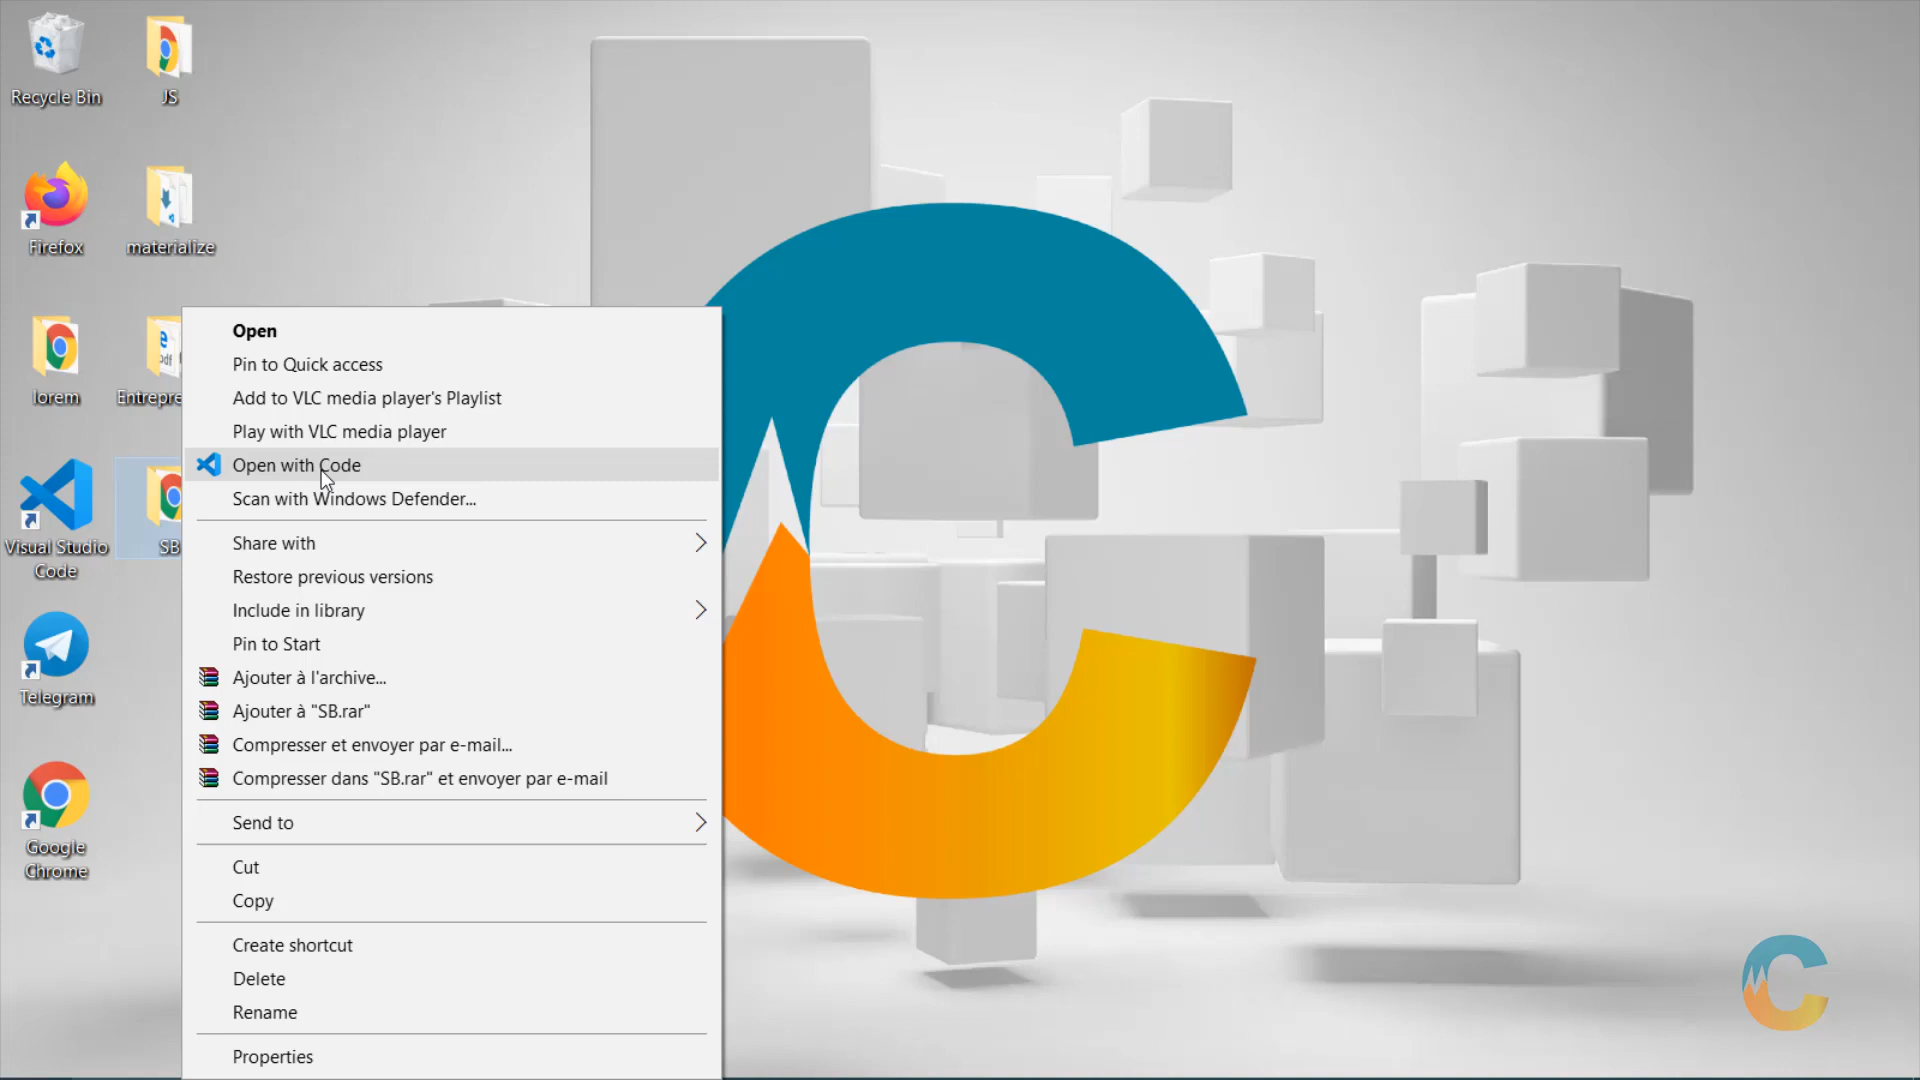 Recycle Bin
JS
Firefox
materialize
lorem
Entrepre
Visual Studio
Code
SB
Telegram
Google
Chrome
Open
Pin to Quick access
Add to VLC media player's Playlist
Play with VLC media player
Open with Code
Scan with Windows Defender...
Share with
Restore previous versions
Include in library
Pin to Start
Ajouter à l'archive...
Ajouter à "SB.rar"
Compresser et envoyer par e-mail...
Compresser dans "SB.rar" et envoyer par e-mail
Send to
Cut
Copy
Create shortcut
Delete
Rename
Properties